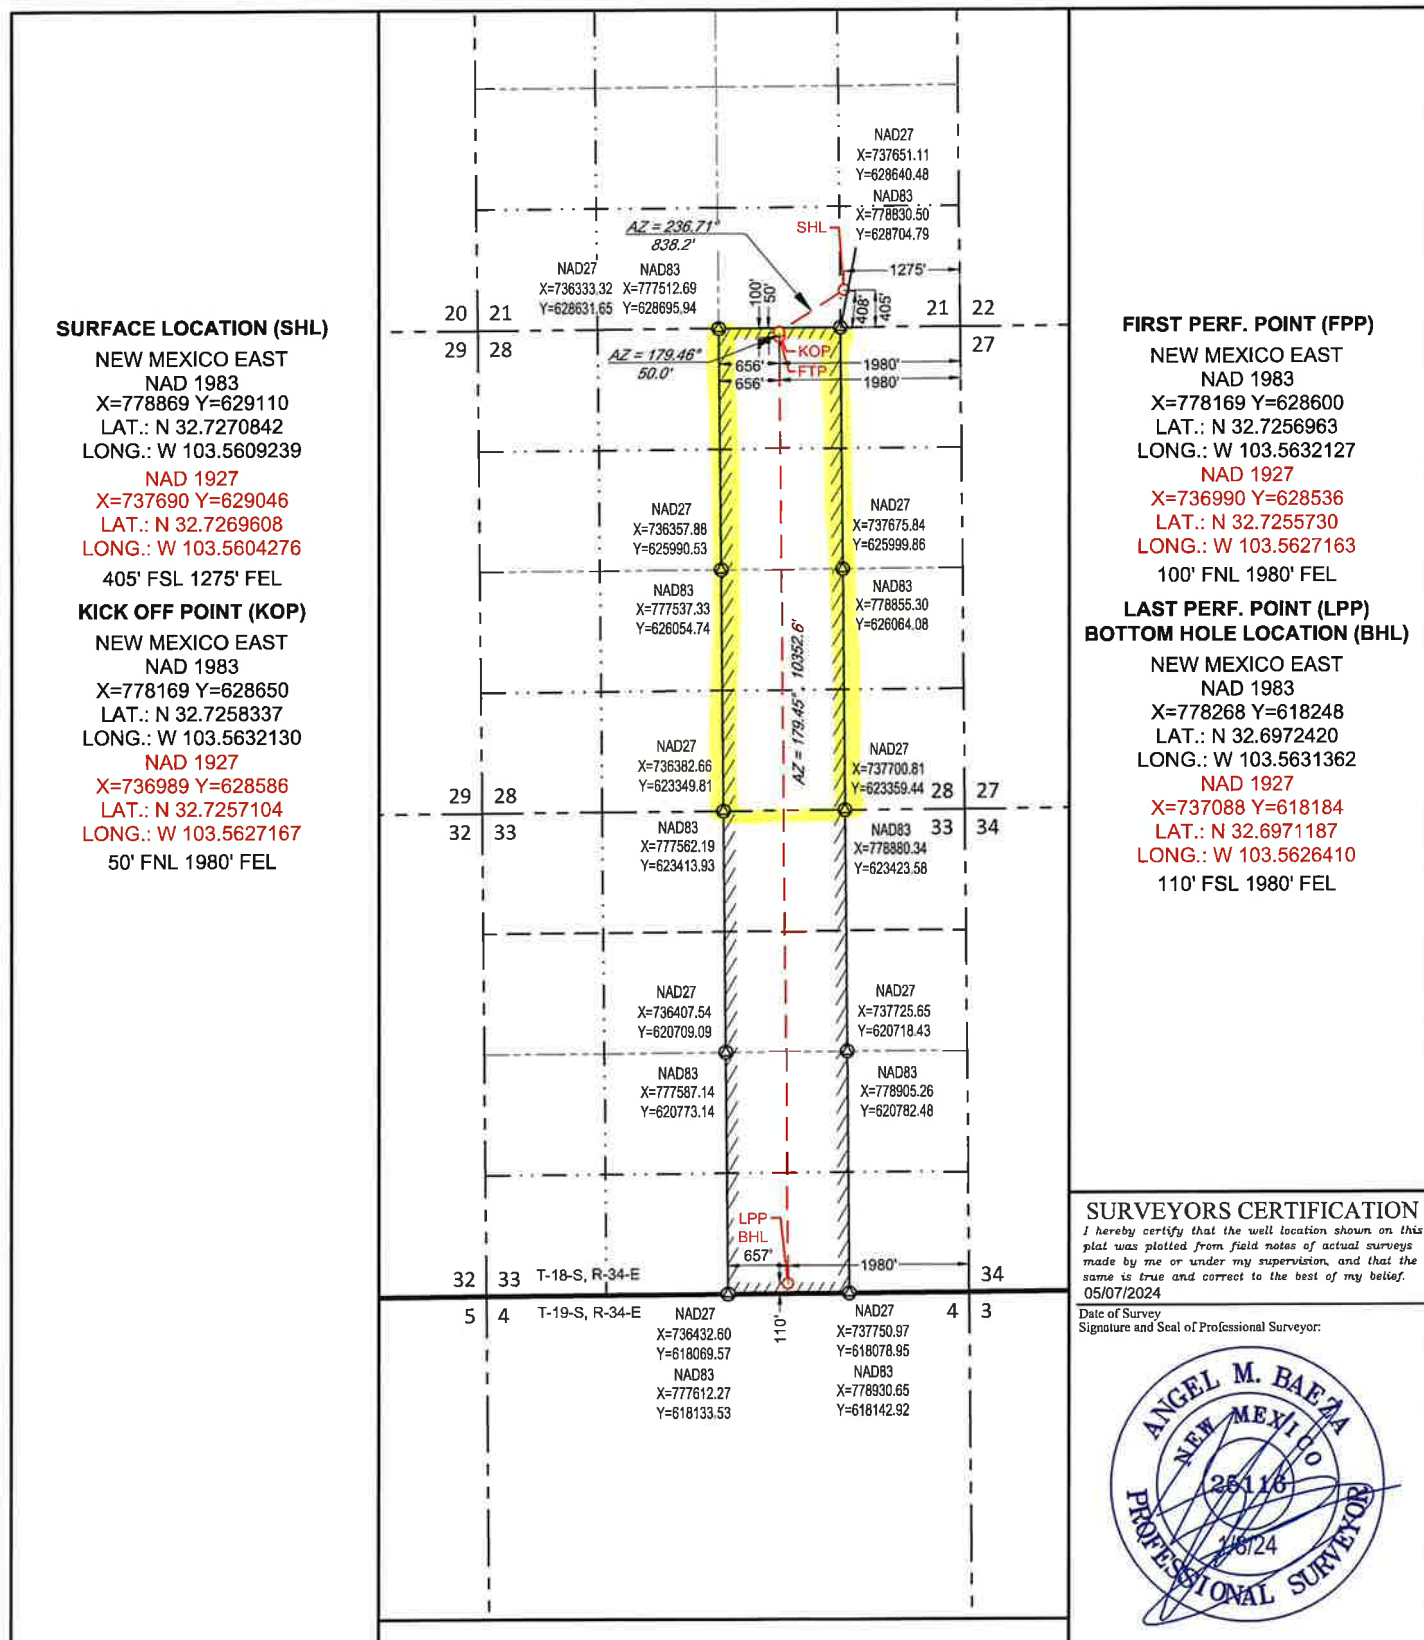 SURFACE LOCATION (SHL)
NEW MEXICO EAST
NAD 1983
X=778869 Y=629110
LAT.: N 32.7270842
LONG.: W 103.5609239
NAD 1927
X=737690 Y=629046
LAT.: N 32.7269608
LONG.: W 103.5604276
405' FSL 1275' FEL
KICK OFF POINT (KOP)
NEW MEXICO EAST
NAD 1983
X=778169 Y=628650
LAT.: N 32.7258337
LONG.: W 103.5632130
NAD 1927
X=736989 Y=628586
LAT.: N 32.7257104
LONG.: W 103.5627167
50' FNL 1980' FEL
NAD27
X=737651.11
Y=628640.48
NAD83
X=778830.50
Y=628704.79
SHL
AZ = 236.71°
838.2'
1275'
408'
405'
100'
50'
NAD27
X=736333.32
Y=628631.65
NAD83
X=777512.69
Y=628695.94
20 21
29 28
21 22
27
AZ = 179.46°
50.0'
KOP
FTP
656'
1980'
656'
1980'
NAD27
X=736357.88
Y=625990.53
NAD83
X=777537.33
Y=626054.74
NAD27
X=737675.84
Y=625999.86
NAD83
X=778855.30
Y=626064.08
AZ = 179.45°, 10352.6'
NAD27
X=736382.66
Y=623349.81
NAD83
X=777562.19
Y=623413.93
NAD27
X=737700.81
Y=623359.44
NAD83
X=778880.34
Y=623423.58
29 28
32 33
28 27
33 34
NAD27
X=736407.54
Y=620709.09
NAD83
X=777587.14
Y=620773.14
NAD27
X=737725.65
Y=620718.43
NAD83
X=778905.26
Y=620782.48
LPP
BHL
657'
1980'
110'
32 33 T-18-S, R-34-E
34
5 4 T-19-S, R-34-E
4 3
NAD27
X=736432.60
Y=618069.57
NAD83
X=777612.27
Y=618133.53
NAD27
X=737750.97
Y=618078.95
NAD83
X=778930.65
Y=618142.92
FIRST PERF. POINT (FPP)
NEW MEXICO EAST
NAD 1983
X=778169 Y=628600
LAT.: N 32.7256963
LONG.: W 103.5632127
NAD 1927
X=736990 Y=628536
LAT.: N 32.7255730
LONG.: W 103.5627163
100' FNL 1980' FEL
LAST PERF. POINT (LPP)
BOTTOM HOLE LOCATION (BHL)
NEW MEXICO EAST
NAD 1983
X=778268 Y=618248
LAT.: N 32.6972420
LONG.: W 103.5631362
NAD 1927
X=737088 Y=618184
LAT.: N 32.6971187
LONG.: W 103.5626410
110' FSL 1980' FEL
SURVEYORS CERTIFICATION
I hereby certify that the well location shown on this
plat was plotted from field notes of actual surveys
made by me or under my supervision, and that the
same is true and correct to the best of my belief.
05/07/2024
Date of Survey
Signature and Seal of Professional Surveyor:
ANGEL M. BAEZA
NEW MEXICO
25116
PROFESSIONAL SURVEYOR